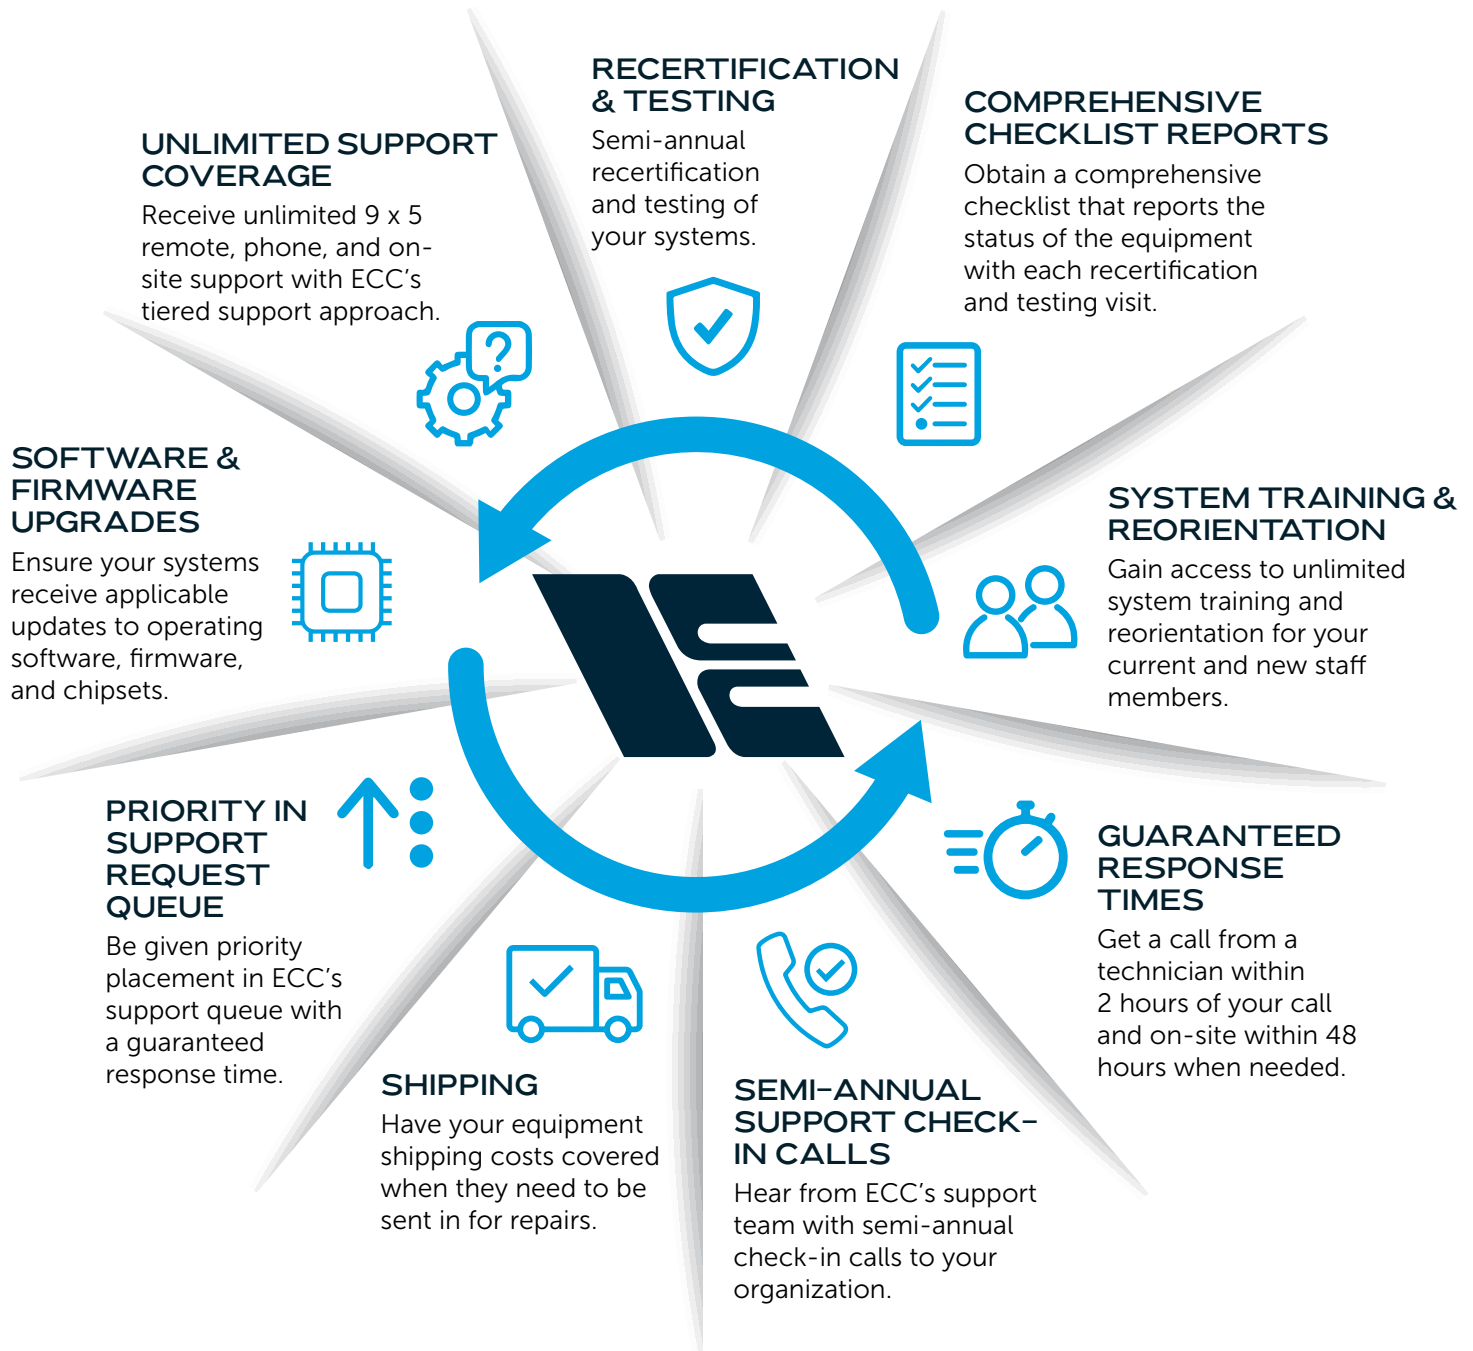 RECERTIFICATION
& TESTING
Semi-annual
recertification
and testing of
your systems.
COMPREHENSIVE
CHECKLIST REPORTS
Obtain a comprehensive
checklist that reports the
status of the equipment
with each recertification
and testing visit.
SYSTEM TRAINING &
REORIENTATION
Gain access to unlimited
system training and
reorientation for your
current and new staff
members.
GUARANTEED
RESPONSE
TIMES
Get a call from a
technician within
2 hours of your call
and on-site within 48
hours when needed.
SEMI-ANNUAL
SUPPORT CHECK-
IN CALLS
Hear from ECC's support
team with semi-annual
check-in calls to your
organization.
SHIPPING
Have your equipment
shipping costs covered
when they need to be
sent in for repairs.
PRIORITY IN
SUPPORT
REQUEST
QUEUE
Be given priority
placement in ECC's
support queue with
a guaranteed
response time.
SOFTWARE &
FIRMWARE
UPGRADES
Ensure your systems
receive applicable
updates to operating
software, firmware,
and chipsets.
UNLIMITED SUPPORT
COVERAGE
Receive unlimited 9 x 5
remote, phone, and on-
site support with ECC's
tiered support approach.
?